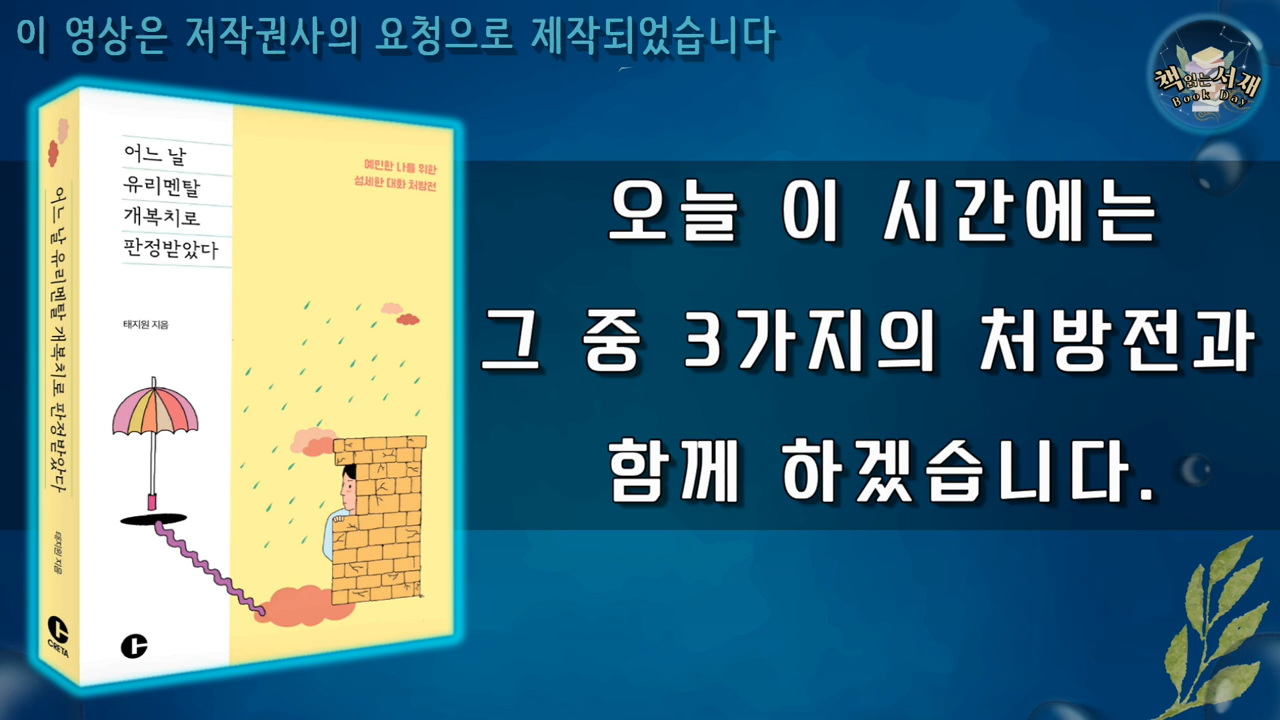 이 영상은 저작권사의 요청으로 제작되었습니다
책 읽는 서재
Book Day
어느 날
유리멘탈
개복치로
판정받았다
예민한 나를 위한
섬세한 대화 처방전
태지원 지음
어느 날 유리멘탈 개복치로 판정받았다
태지원 지음
CRETA
오늘 이 시간에는
그 중 3가지의 처방전과
함께 하겠습니다.